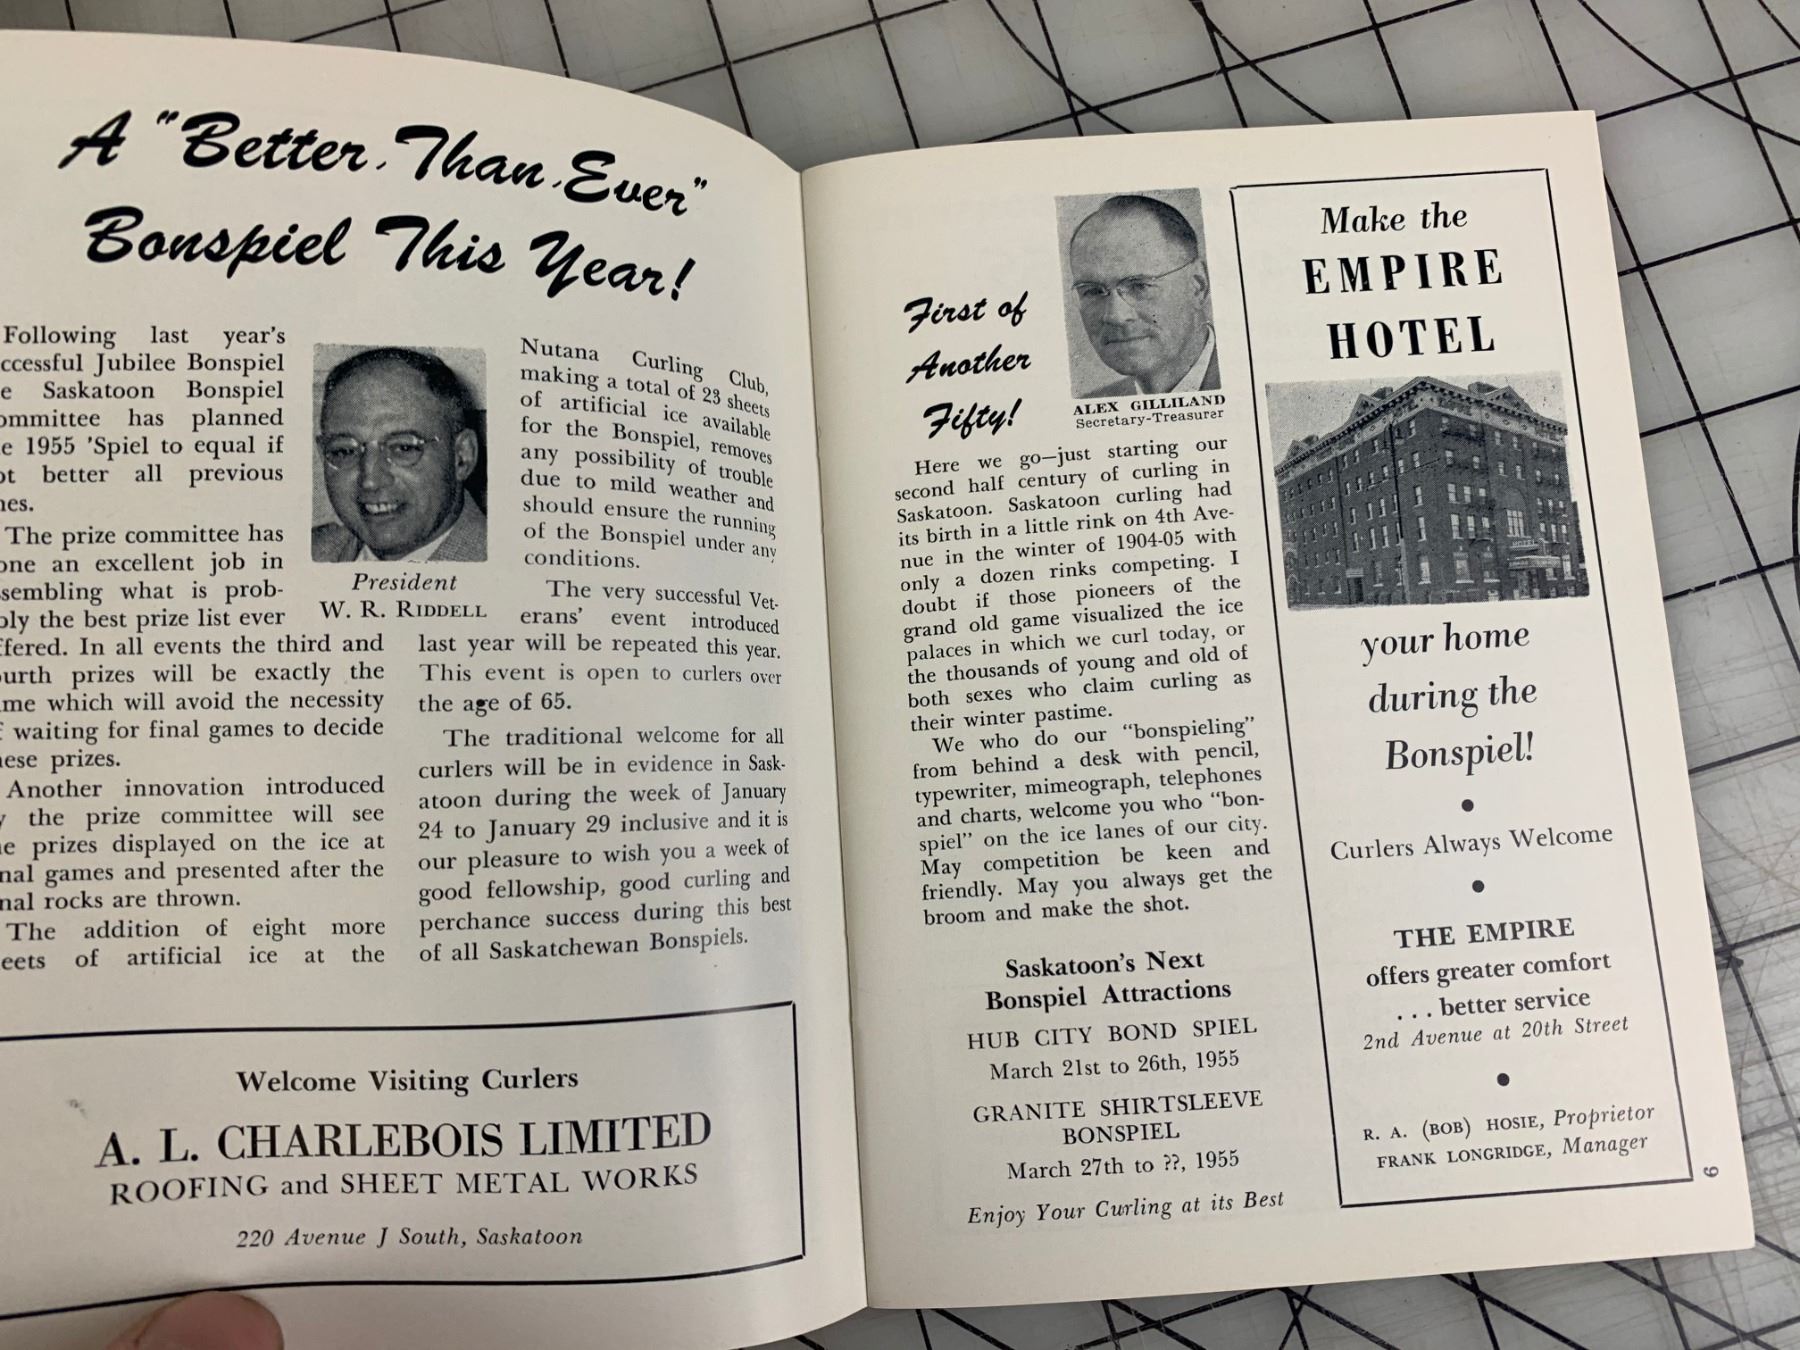 A "Better-Than-Ever"
Bonspiel This Year!
Following last year's
ccessful Jubilee Bonspiel
e Saskatoon Bonspiel
ommittee has planned
e 1955 'Spiel to equal if
ot better all previous
nes.
The prize committee has
one an excellent job in
ssembling what is prob-
bly the best prize list ever
ffered. In all events the third and
ourth prizes will be exactly the
me which will avoid the necessity
f waiting for final games to decide
hese prizes.
Another innovation introduced
y the prize committee will see
he prizes displayed on the ice at
nal games and presented after the
nal rocks are thrown.
The addition of eight more
eets of artificial ice at the
President
W. R. RIDDELL
Nutana Curling Club,
making a total of 23 sheets
of artificial ice available
for the Bonspiel, removes
any possibility of trouble
due to mild weather and
should ensure the running
of the Bonspiel under any
conditions.
The very successful Vet-
erans' event introduced
last year will be repeated this year.
This event is open to curlers over
the age of 65.
The traditional welcome for all
curlers will be in evidence in Sask-
atoon during the week of January
24 to January 29 inclusive and it is
our pleasure to wish you a week of
good fellowship, good curling and
perchance success during this best
of all Saskatchewan Bonspiels.
Welcome Visiting Curlers
A. L. CHARLEBOIS LIMITED
ROOFING and SHEET METAL WORKS
220 Avenue J South, Saskatoon
First of
Another
Fifty!
ALEX GILLILAND
Secretary-Treasurer
Here we go—just starting our
second half century of curling in
Saskatoon. Saskatoon curling had
its birth in a little rink on 4th Ave-
nue in the winter of 1904-05 with
only a dozen rinks competing. I
doubt if those pioneers of the
grand old game visualized the ice
palaces in which we curl today, or
the thousands of young and old of
both sexes who claim curling as
their winter pastime.
We who do our "bonspieling"
from behind a desk with pencil,
typewriter, mimeograph, telephones
and charts, welcome you who "bon-
spiel" on the ice lanes of our city.
May competition be keen and
friendly. May you always get the
broom and make the shot.
Saskatoon's Next
Bonspiel Attractions
HUB CITY BOND SPIEL
March 21st to 26th, 1955
GRANITE SHIRTSLEEVE
BONSPIEL
March 27th to ??, 1955
Enjoy Your Curling at its Best
Make the
EMPIRE
HOTEL
your home
during the
Bonspiel!
Curlers Always Welcome
THE EMPIRE
offers greater comfort
. . . better service
2nd Avenue at 20th Street
R. A. (BOB) HOSIE, Proprietor
FRANK LONGRIDGE, Manager
9